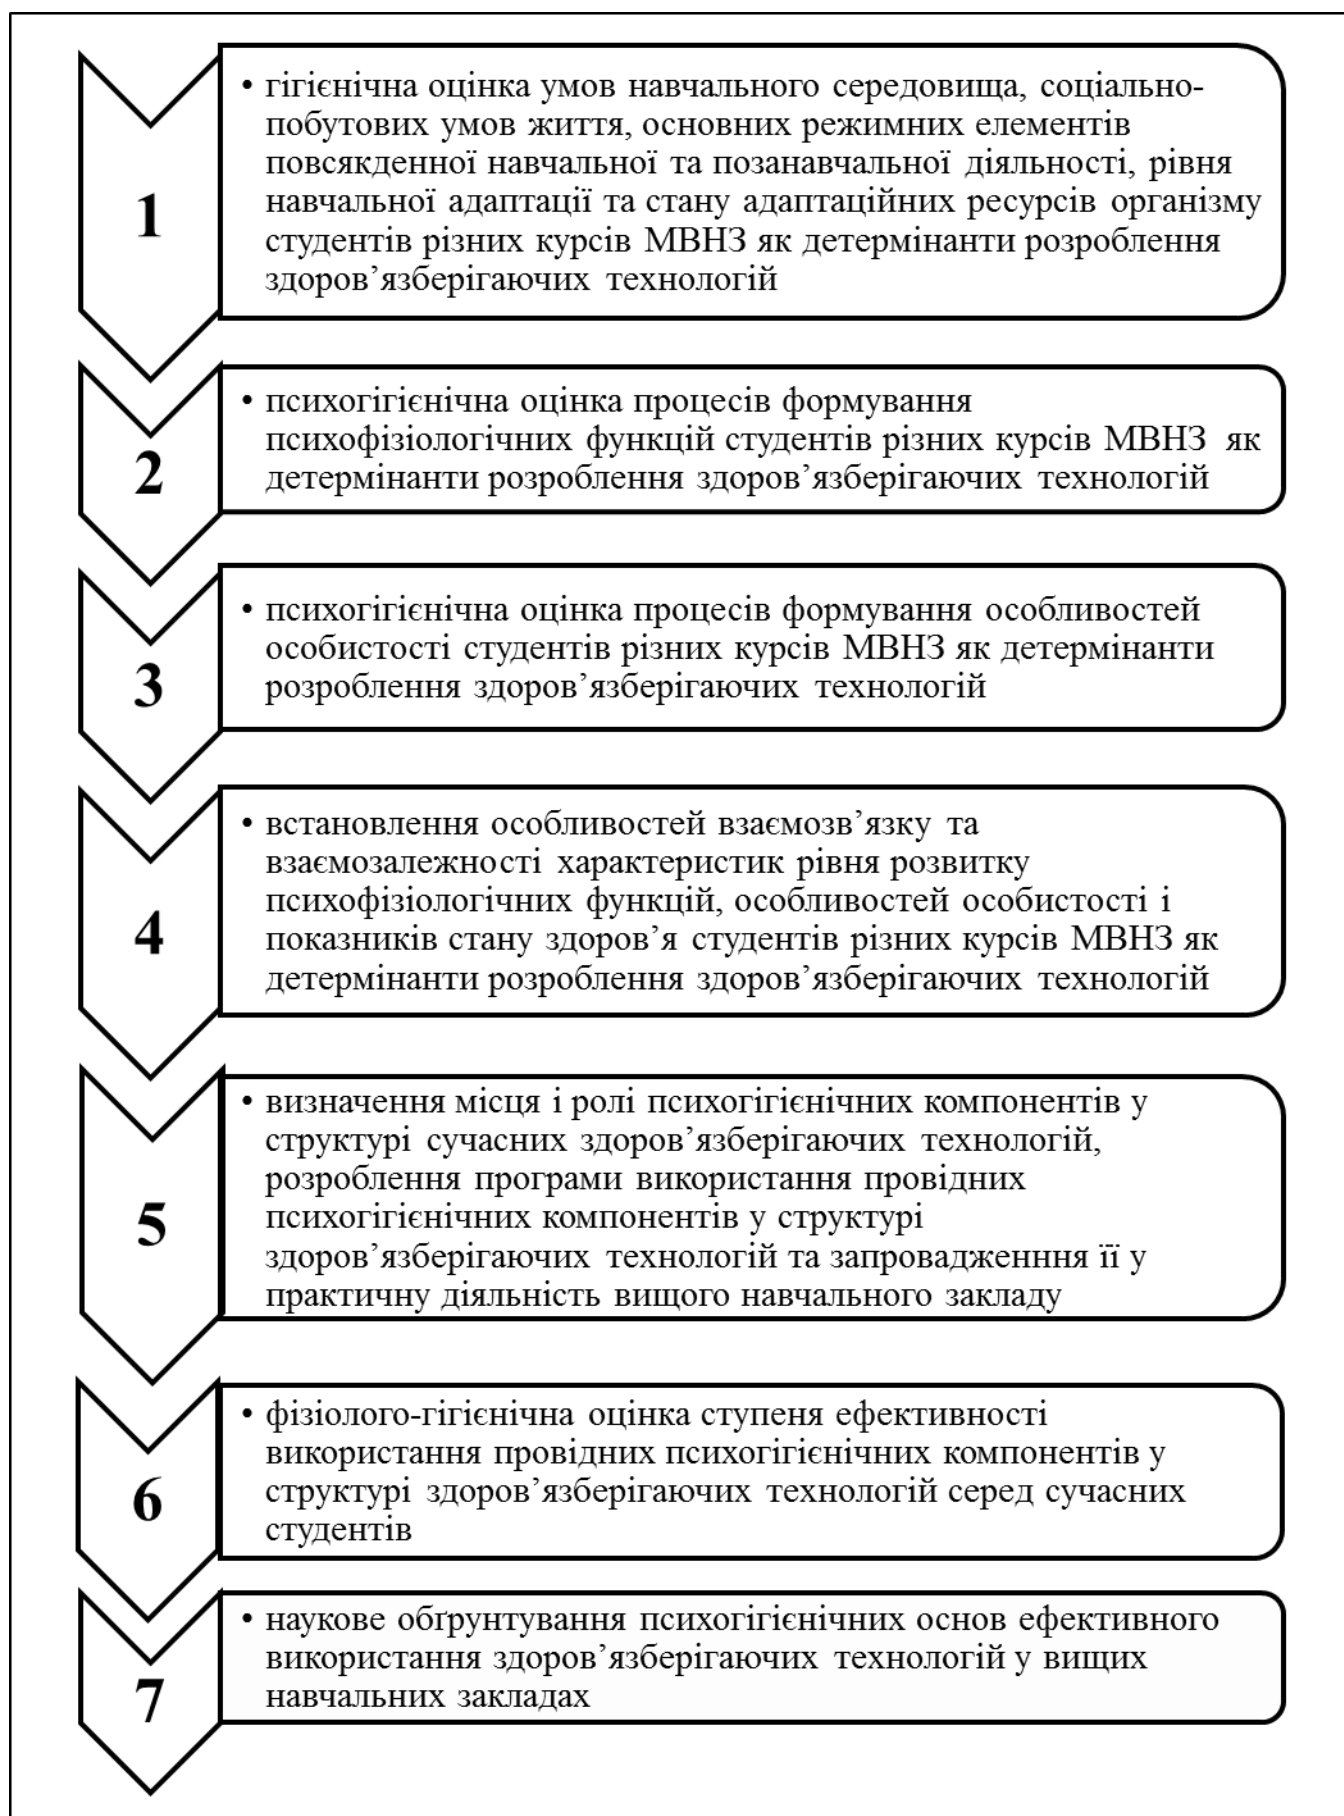 1
• гігієнічна оцінка умов навчального середовища, соціально-
побутових умов життя, основних режимних елементів
повсякденної навчальної та позанавчальної діяльності, рівня
навчальної адаптації та стану адаптаційних ресурсів організму
студентів різних курсів МВНЗ як детермінанти розроблення
здоров’язберігаючих технологій
2
• психогігієнічна оцінка процесів формування
психофізіологічних функцій студентів різних курсів МВНЗ як
детермінанти розроблення здоров’язберігаючих технологій
3
• психогігієнічна оцінка процесів формування особливостей
особистості студентів різних курсів МВНЗ як детермінанти
розроблення здоров’язберігаючих технологій
4
• встановлення особливостей взаємозв’язку та
взаємозалежності характеристик рівня розвитку
психофізіологічних функцій, особливостей особистості і
показників стану здоров’я студентів різних курсів МВНЗ як
детермінанти розроблення здоров’язберігаючих технологій
5
• визначення місця і ролі психогігієнічних компонентів у
структурі сучасних здоров’язберігаючих технологій,
розроблення програми використання провідних
психогігієнічних компонентів у структурі
здоров’язберігаючих технологій та запровадженння її у
практичну діяльність вищого навчального закладу
6
• фізіолого-гігієнічна оцінка ступеня ефективності
використання провідних психогігієнічних компонентів у
структурі здоров’язберігаючих технологій серед сучасних
студентів
7
• наукове обґрунтування психогігієнічних основ ефективного
використання здоров’язберігаючих технологій у вищих
навчальних закладах